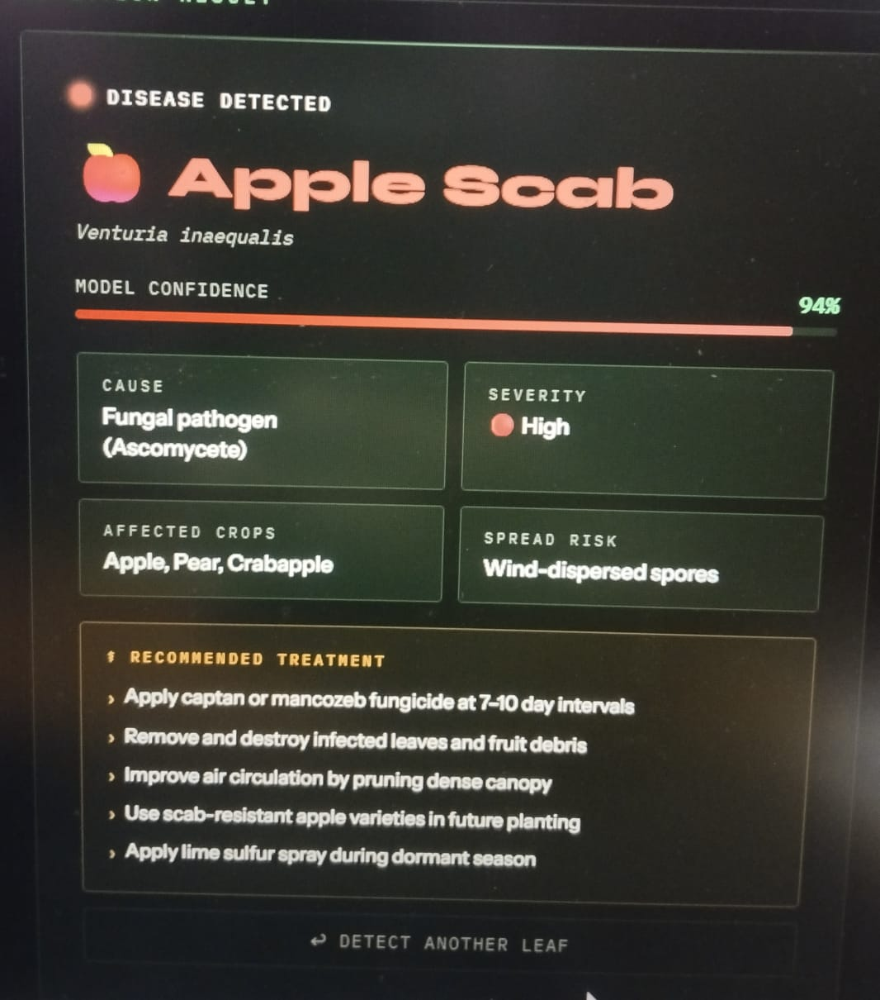 DISEASE DETECTED
Apple Scab
Venturia inaequalis
MODEL CONFIDENCE
94%
CAUSE
Fungal pathogen
(Ascomycete)
SEVERITY
High
AFFECTED CROPS
Apple, Pear, Crabapple
SPREAD RISK
Wind-dispersed spores
RECOMMENDED TREATMENT
› Apply captan or mancozeb fungicide at 7–10 day intervals
› Remove and destroy infected leaves and fruit debris
› Improve air circulation by pruning dense canopy
› Use scab-resistant apple varieties in future planting
› Apply lime sulfur spray during dormant season
↩ DETECT ANOTHER LEAF